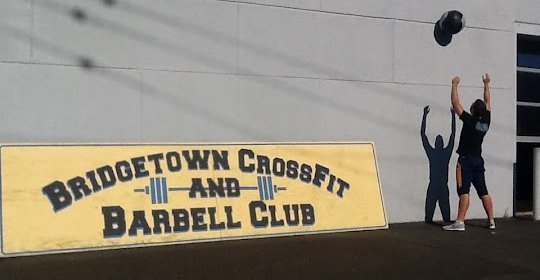 Bridgetown CrossFit
and
Barbell Club